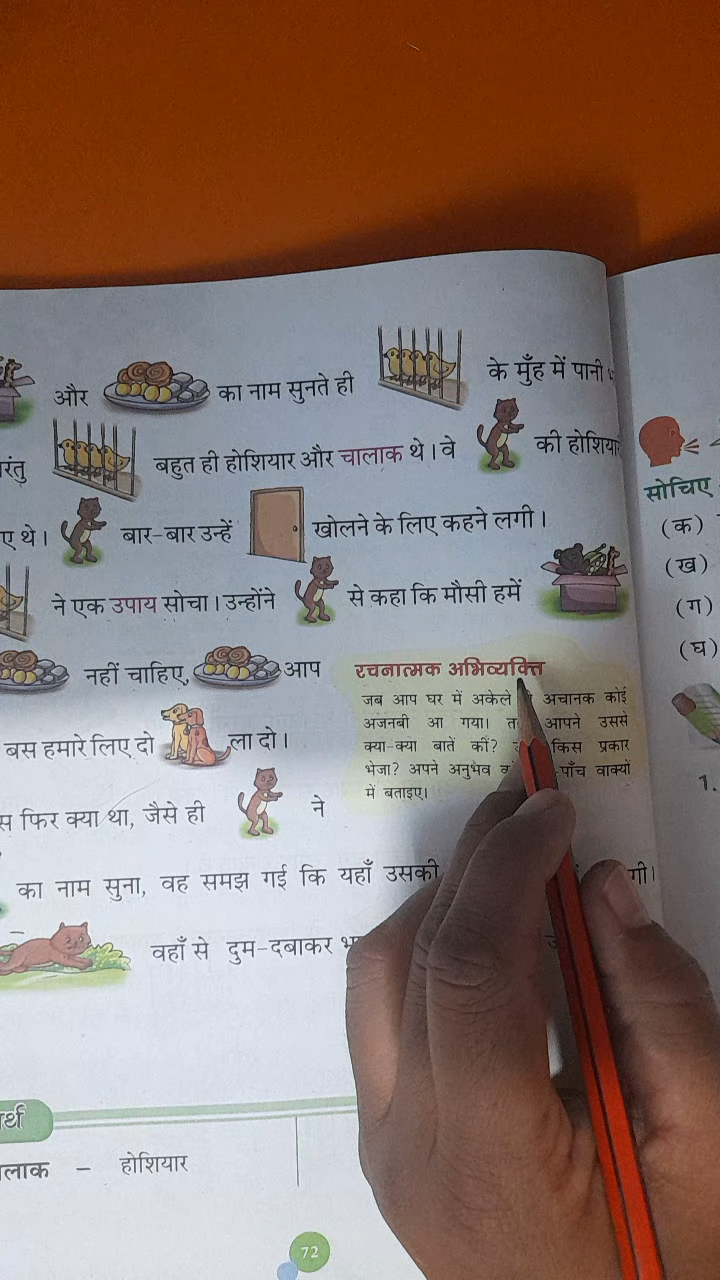 और का नाम सुनते ही के मुँह में पानी
बहुत ही होशियार और चालाक थे। वे की
थे। बार-बार उन्हें खोलने के लिए कहने लगी।
ने एक उपाय सोचा। उन्होंने से कहा कि मौसी हमें
नहीं चाहिए, आप
बस हमारे लिए दो ला दो।
फिर क्या था, जैसे ही ने
का नाम सुना, वह समझ गई कि यहाँ उसकी
वहाँ से दुम-दबाकर
रचनात्मक अभिव्यक्ति
जब आप घर में अकेले अचानक कोई
अजनबी आ गया। आपने उससे
क्या-क्या बातें कीं? किस प्रकार
भेजा? अपने अनुभव पाँच वाक्यों
में बताइए।
– होशियार
72
सोचिए
(क)
(ख)
(ग)
(घ)
1.